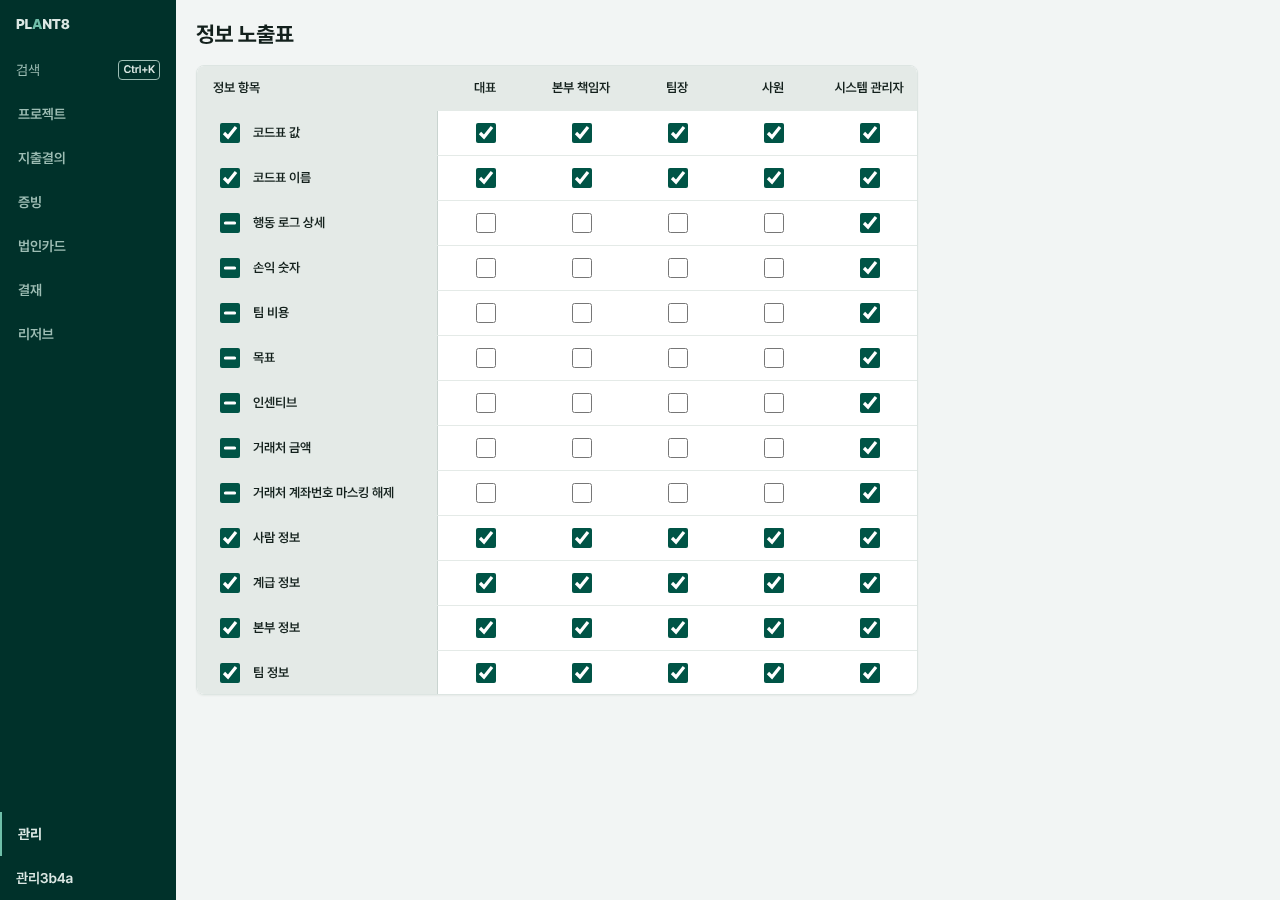 PLANT8
검색 Ctrl+K
프로젝트
지출결의
증빙
법인카드
결재
리저브
관리
관리3b4a
정보 노출표
정보 항목 대표 본부 책임자 팀장 사원 시스템 관리자
코드표 값
코드표 이름
행동 로그 상세
손익 숫자
팀 비용
목표
인센티브
거래처 금액
거래처 계좌번호 마스킹 해제
사람 정보
계급 정보
본부 정보
팀 정보